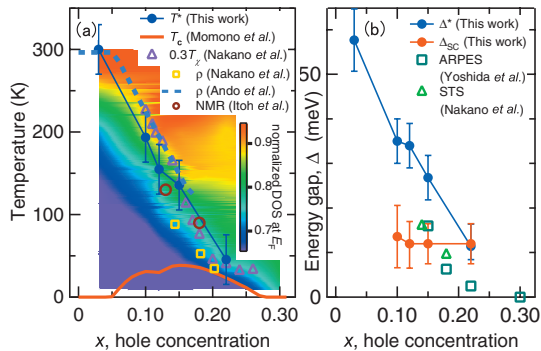 (a)
T* (This work)
Tc (Momono et al.)
0.3Tχ (Nakano et al.)
ρ (Nakano et al.)
ρ (Ando et al.)
NMR (Itoh et al.)
Temperature (K)
300
250
200
150
100
50
0
0.9
0.8
0.7
normalized DOS at EF
0
0.10
0.20
0.30
x, hole concentration
(b)
Δ* (This work)
ΔSC (This work)
ARPES
(Yoshida et al.)
STS
(Nakano et al.)
Energy gap, Δ (meV)
50
0
0
0.10
0.20
0.30
x, hole concentration